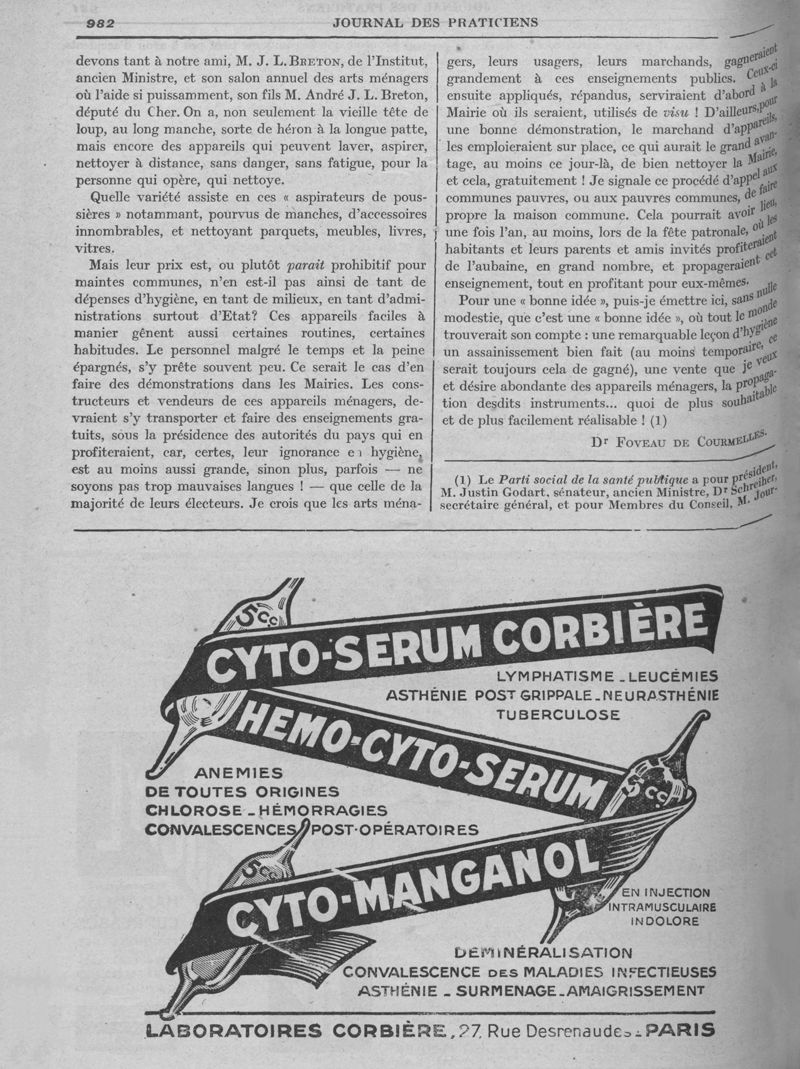 982
JOURNAL DES PRATICIENS
devons tant à notre ami, M. J. L. BRETON, de l'Institut,
ancien Ministre, et son salon annuel des arts ménagers
où l'aide si puissamment, son fils M. André J. L. Breton,
député du Cher. On a, non seulement la vieille tête de
loup, au long manche, sorte de héron à la longue patte,
mais encore des appareils qui peuvent laver, aspirer,
nettoyer à distance, sans danger, sans fatigue, pour la
personne qui opère, qui nettoye.
Quelle variété assiste en ces « aspirateurs de pous-
sières » notamment, pourvus de manches, d'accessoires
innombrables, et nettoyant parquets, meubles, livres,
vitres.
Mais leur prix est, ou plutôt parait prohibitif pour
maintes communes, n'en est-il pas ainsi de tant de
dépenses d'hygiène, en tant de milieux, en tant d'admi-
nistrations surtout d'Etat? Ces appareils faciles à
manier gênent aussi certaines routines, certaines
habitudes. Le personnel malgré le temps et la peine
épargnés, s'y prête souvent peu. Ce serait le cas d'en
faire des démonstrations dans les Mairies. Les cons-
tructeurs et vendeurs de ces appareils ménagers, de-
vraient s'y transporter et faire des enseignements gra-
tuits, sous la présidence des autorités du pays qui en
profiteraient, car, certes, leur ignorance en hygiène,
est au moins aussi grande, sinon plus, parfois — ne
soyons pas trop mauvaises langues ! — que celle de la
majorité de leurs électeurs. Je crois que les arts ména-
gers, leurs usagers, leurs marchands, gagneraient
grandement à ces enseignements publics. Ceux-ci
ensuite appliqués, répandus, serviraient d'abord à la
Mairie où ils seraient, utilisés de visu ! D'ailleurs, pour
une bonne démonstration, le marchand d'appareils,
les emploieraient sur place, ce qui aurait le grand avan-
tage, au moins ce jour-là, de bien nettoyer la Mairie,
et cela, gratuitement ! Je signale ce procédé d'appel aux
communes pauvres, ou aux pauvres communes, de faire
propre la maison commune. Cela pourrait avoir lieu,
une fois l'an, au moins, lors de la fête patronale, où les
habitants et leurs parents et amis invités profiteraient
de l'aubaine, en grand nombre, et propageraient cet
enseignement, tout en profitant pour eux-mêmes.
Pour une « bonne idée », puis-je émettre ici, sans nulle
modestie, que c'est une « bonne idée », où tout le monde
trouverait son compte : une remarquable leçon d'hygiène
un assainissement bien fait (au moins temporaire, ce
serait toujours cela de gagné), une vente que je veux
et désire abondante des appareils ménagers, la propaga-
tion desdits instruments... quoi de plus souhaitable
et de plus facilement réalisable ! (1)
Dr FOVEAU DE COURMELLES.
(1) Le Parti social de la santé publique a pour président,
M. Justin Godart, sénateur, ancien Ministre, Dr Schreiber,
secrétaire général, et pour Membres du Conseil, M. Jour-
5 c.c.
CYTO-SERUM CORBIÈRE
LYMPHATISME - LEUCÉMIES
ASTHÉNIE POST GRIPPALE - NEURASTHÉNIE
TUBERCULOSE
HEMO-CYTO-SERUM
5 cc.
ANEMIES
DE TOUTES ORIGINES
CHLOROSE - HÉMORRAGIES
CONVALESCENCES POST-OPÉRATOIRES
5 cc.
CYTO-MANGANOL
EN INJECTION
INTRAMUSCULAIRE
INDOLORE
DÉMINÉRALISATION
CONVALESCENCE DES MALADIES INFECTIEUSES
ASTHÉNIE - SURMENAGE - AMAIGRISSEMENT
LABORATOIRES CORBIÈRE, 27, Rue Desrenaudes - PARIS